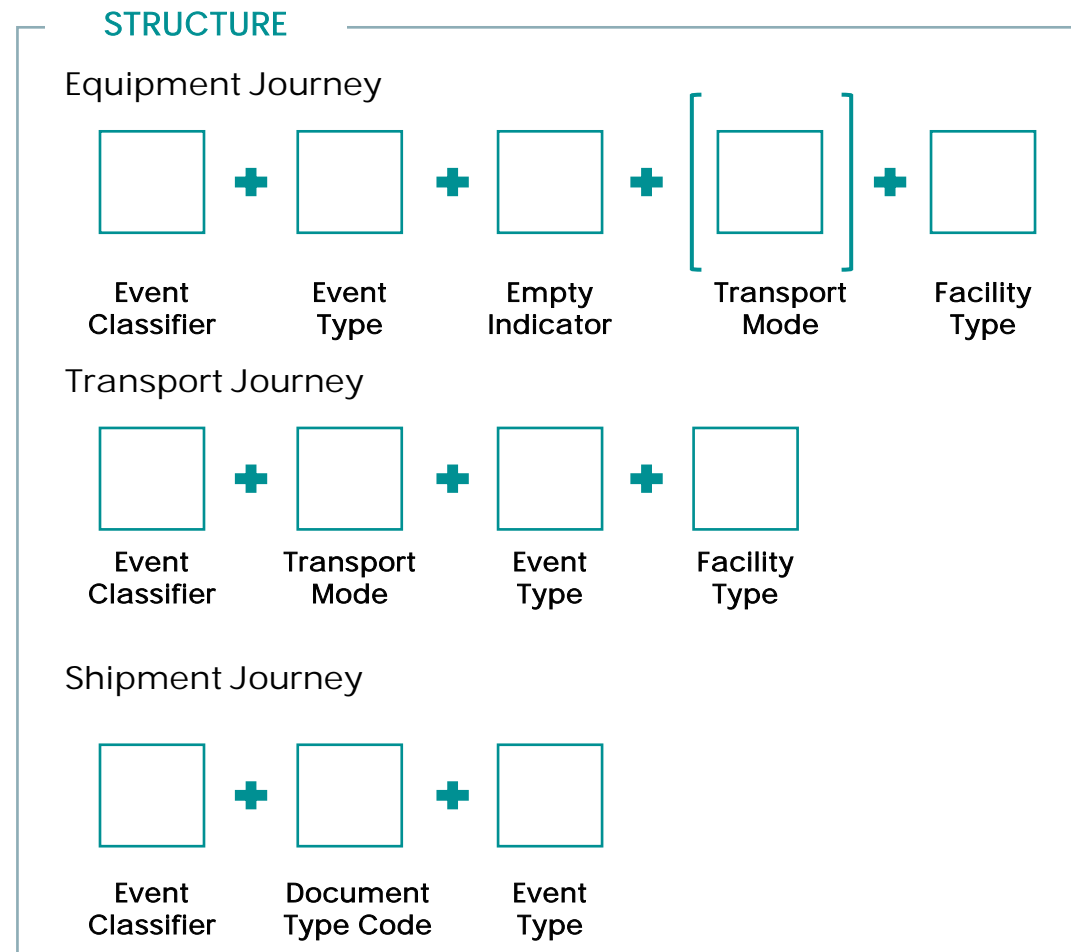 STRUCTURE
Equipment Journey
Event Classifier
Event Type
Empty Indicator
Transport Mode
Facility Type
Transport Journey
Event Classifier
Transport Mode
Event Type
Facility Type
Shipment Journey
Event Classifier
Document Type Code
Event Type